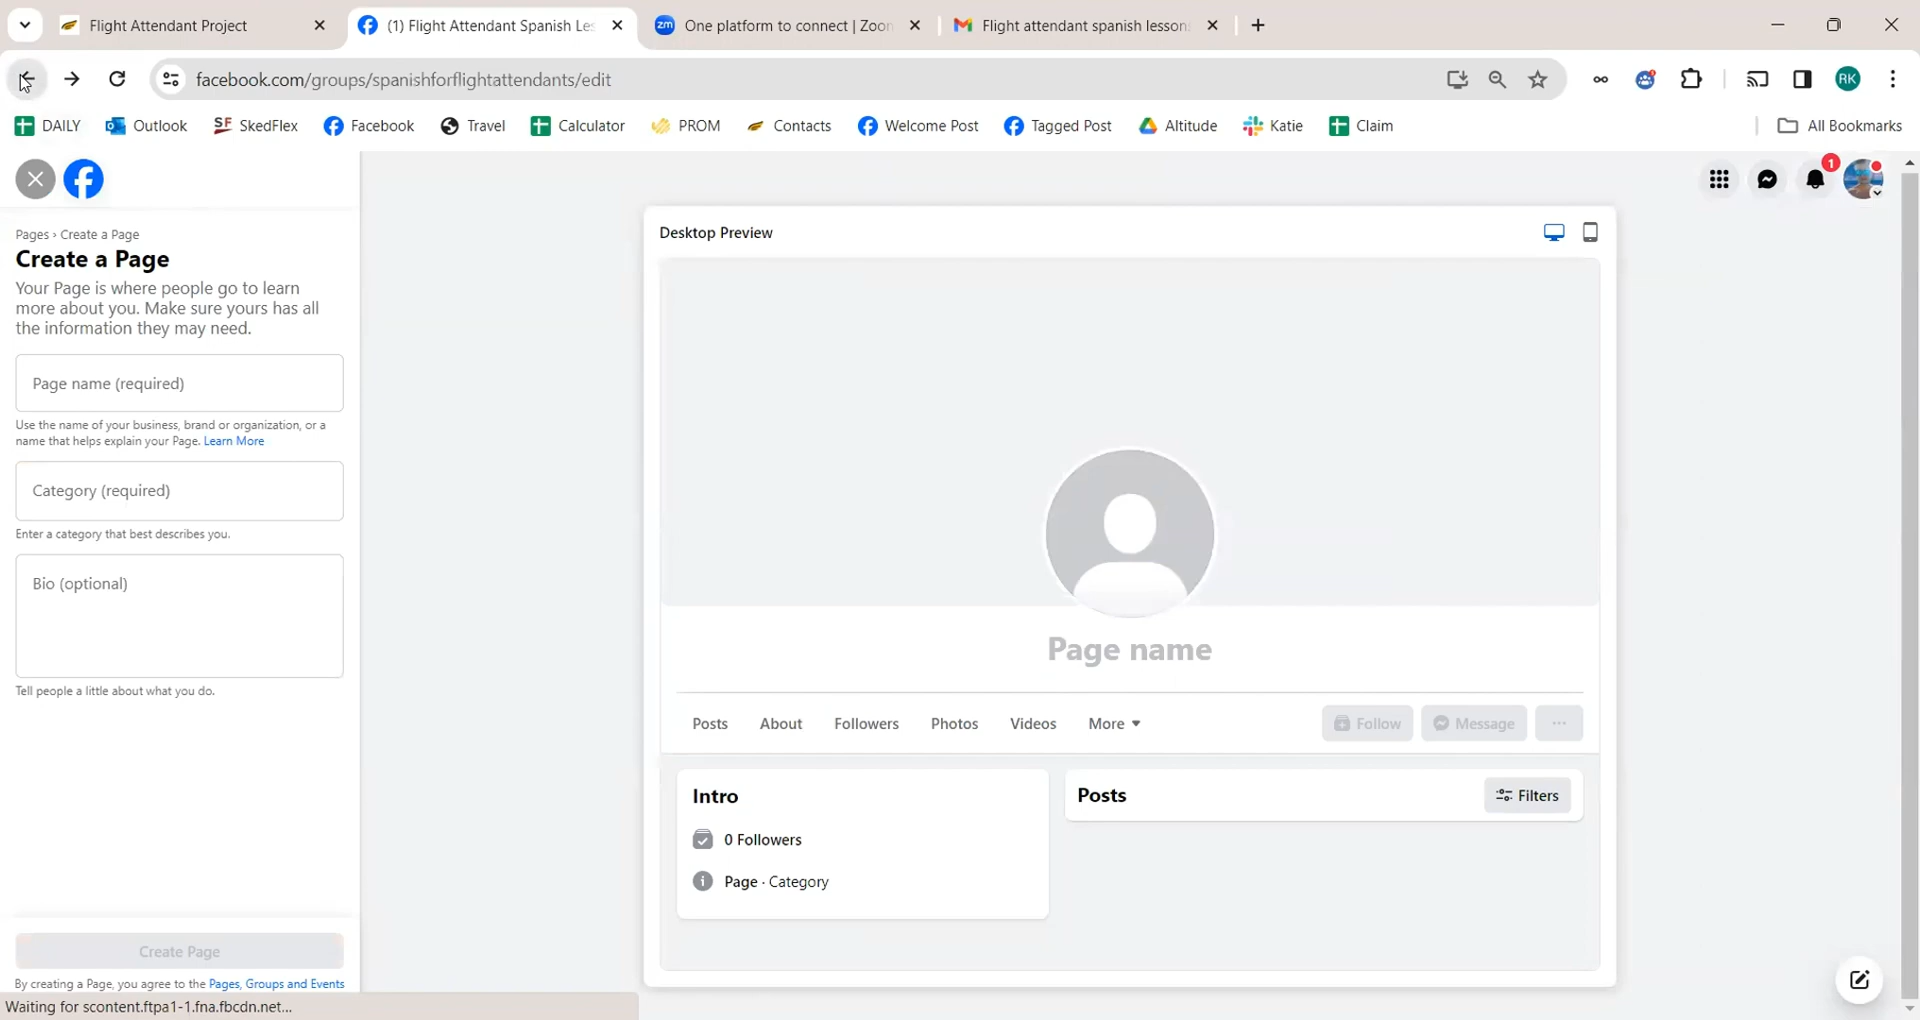 Flight Attendant Project
(1) Flight Attendant Spanish Les
zm One platform to connect | Zoom
Flight attendant spanish lesson
facebook.com/groups/spanishforflightattendants/edit
RK
DAILY
Outlook
SF SkedFlex
Facebook
Travel
Calculator
PROM
Contacts
Welcome Post
Tagged Post
Altitude
Katie
Claim
All Bookmarks
1
Pages › Create a Page
Create a Page
Your Page is where people go to learn
more about you. Make sure yours has all
the information they may need.
Page name (required)
Use the name of your business, brand or organization, or a
name that helps explain your Page. Learn More
Category (required)
Enter a category that best describes you.
Bio (optional)
Tell people a little about what you do.
Create Page
By creating a Page, you agree to the Pages, Groups and Events
Waiting for scontent.ftpa1-1.fna.fbcdn.net...
Desktop Preview
Page name
Posts
About
Followers
Photos
Videos
More
Follow
Message
Intro
0 Followers
Page · Category
Posts
Filters